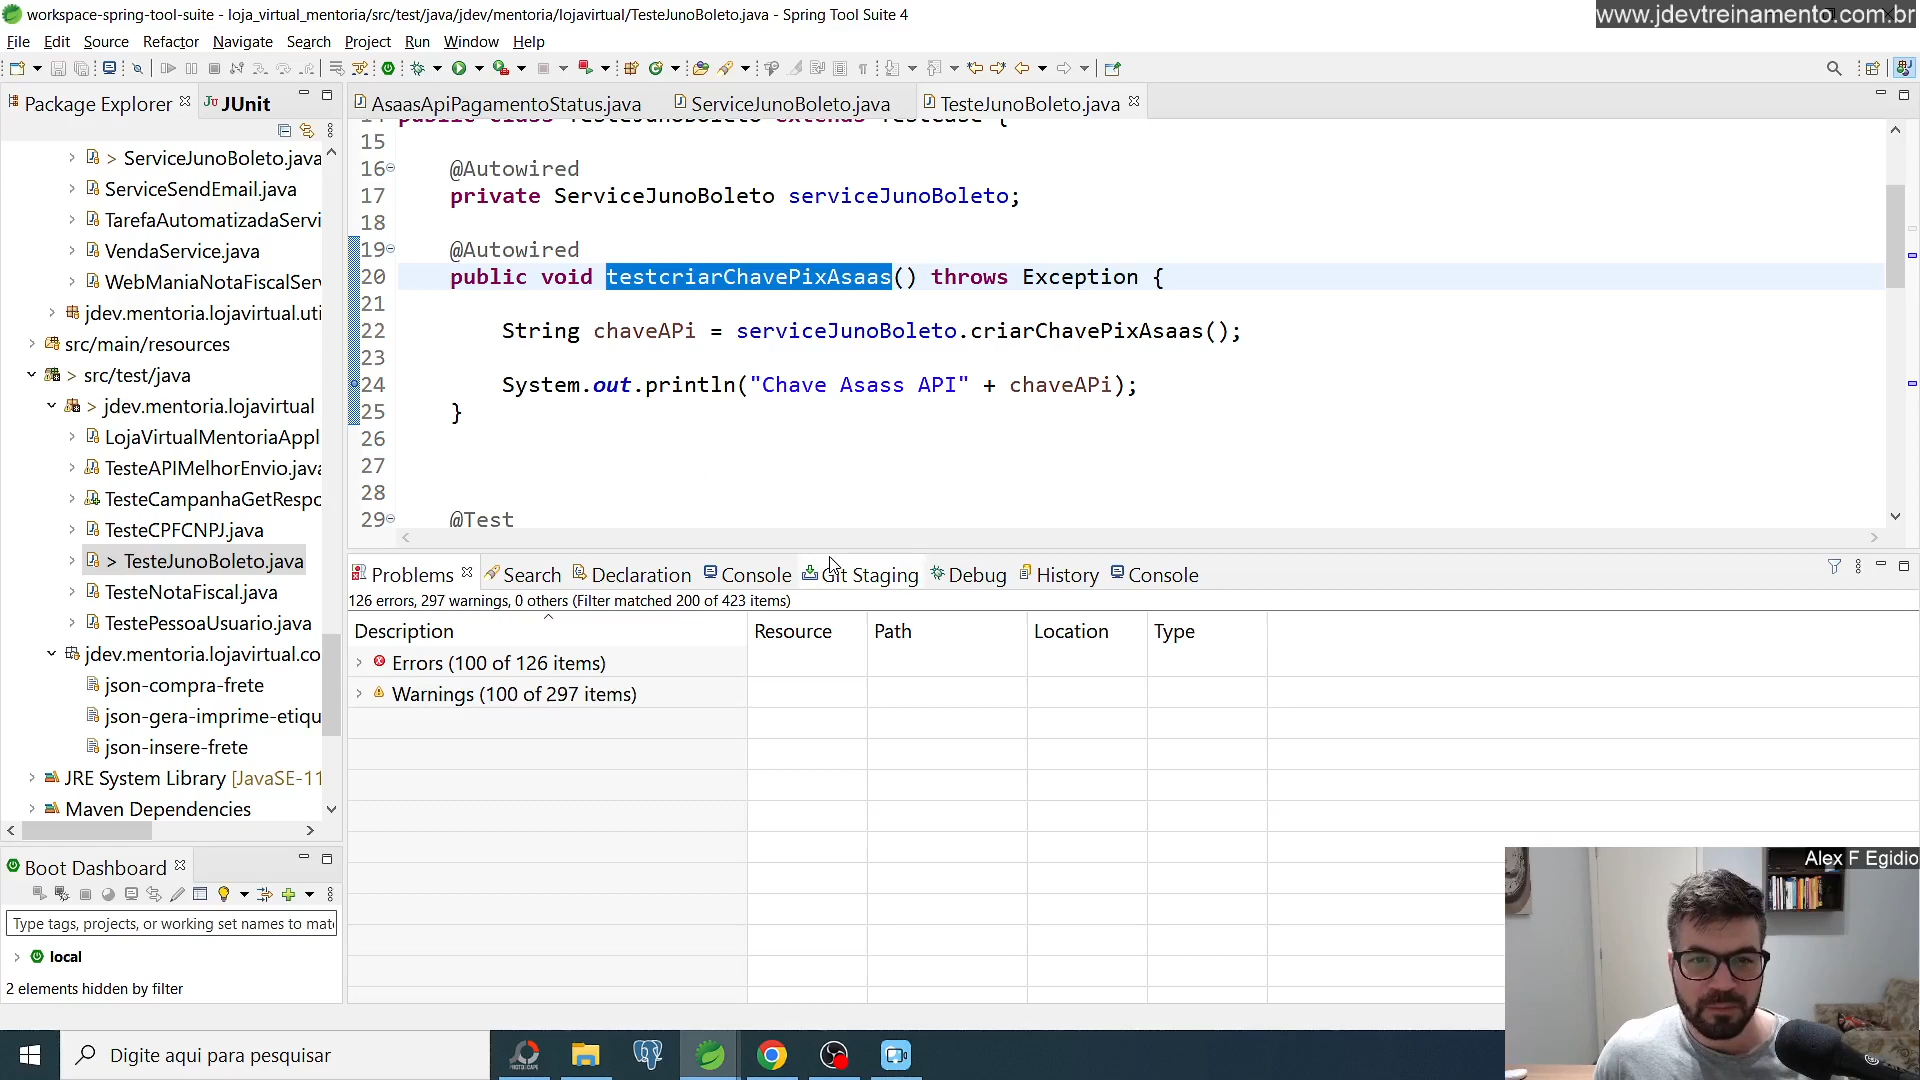 workspace-spring-tool-suite - loja_virtual_mentoria/src/test/java/jdev/mentoria/lojavirtual/TesteJunoBoleto.java - Spring Tool Suite 4
www.jdevtreinamento.com.br
File Edit Source Refactor Navigate Search Project Run Window Help
Package Explorer
JUnit
AsaasApiPagamentoStatus.java
ServiceJunoBoleto.java
TesteJunoBoleto.java
> ServiceJunoBoleto.java
ServiceSendEmail.java
TarefaAutomatizadaServi
VendaService.java
WebManiaNotaFiscalServ
jdev.mentoria.lojavirtual.uti
src/main/resources
> src/test/java
> jdev.mentoria.lojavirtual
LojaVirtualMentoriaAppl
TesteAPIMelhorEnvio.java
TesteCampanhaGetRespo
TesteCPFCNPJ.java
> TesteJunoBoleto.java
TesteNotaFiscal.java
TestePessoaUsuario.java
jdev.mentoria.lojavirtual.co
json-compra-frete
json-gera-imprime-etiqu
json-insere-frete
JRE System Library [JavaSE-11
Maven Dependencies
14 public class TesteJunoBoleto extends TestCase {
15
16 @Autowired
17 private ServiceJunoBoleto serviceJunoBoleto;
18
19 @Autowired
20 public void testcriarChavePixAsaas() throws Exception {
21
22 String chaveAPi = serviceJunoBoleto.criarChavePixAsaas();
23
24 System.out.println("Chave Asass API" + chaveAPi);
25 }
26
27
28
29 @Test
Problems Search Declaration Console Git Staging Debug History Console
126 errors, 297 warnings, 0 others (Filter matched 200 of 423 items)
Description Resource Path Location Type
Errors (100 of 126 items)
Warnings (100 of 297 items)
Boot Dashboard
Type tags, projects, or working set names to mat
local
2 elements hidden by filter
Alex F Egidio
Digite aqui para pesquisar